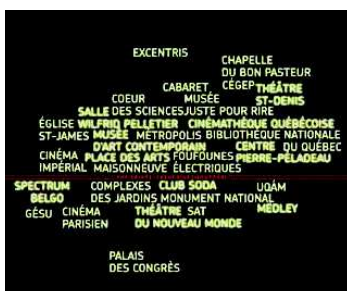 EXCENTRIS
CHAPELLE
DU BON PASTEUR
CABARET CÉGEP THÉÂTRE
COEUR MUSÉE ST-DENIS
SALLE DES SCIENCES JUSTE POUR RIRE
ÉGLISE WILFRID PELLETIER CINÉMATHÈQUE QUÉBÉCOISE
ST-JAMES MUSÉE MÉTROPOLIS BIBLIOTHÈQUE NATIONALE
D'ART CONTEMPORAIN CENTRE DU QUÉBEC
CINÉMA PLACE DES ARTS FOUFOUNES PIERRE-PÉLADEAU
IMPÉRIAL MAISONNEUVE ÉLECTRIQUES
SPECTRUM COMPLEXES CLUB SODA UQÀM
BELGO DES JARDINS MONUMENT NATIONAL
GÉSU CINÉMA THÉÂTRE SAT MEDLEY
PARISIEN DU NOUVEAU MONDE
PALAIS
DES CONGRÈS